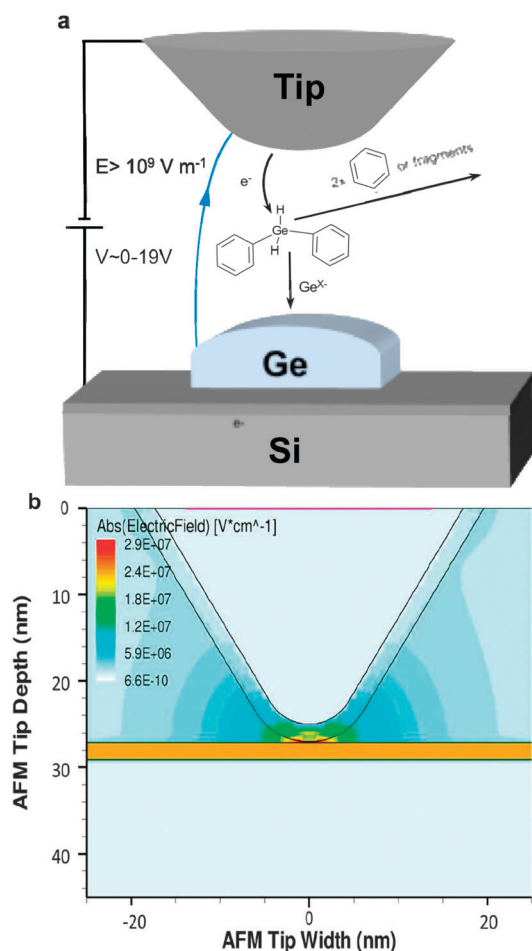 a
Tip
E> 10⁹ V m⁻¹
e⁻
2x
or fragments
H
Ge
H
V~0-19V
Geˣ⁻
Ge
e-
Si
b
Abs(ElectricField) [V*cm^-1]
2.9E+07
2.4E+07
1.8E+07
1.2E+07
5.9E+06
6.6E-10
0
10
20
30
40
AFM Tip Depth (nm)
-20
0
20
AFM Tip Width (nm)